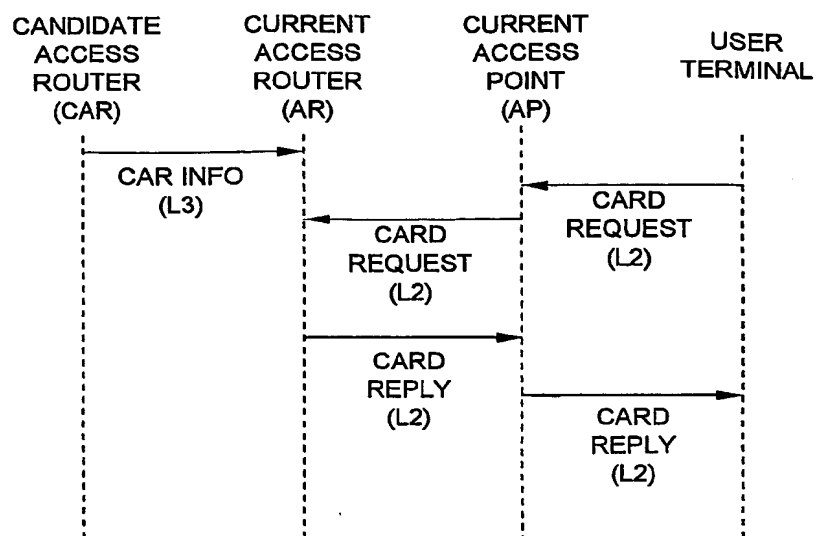 CANDIDATE
ACCESS
ROUTER
(CAR)
CURRENT
ACCESS
ROUTER
(AR)
CURRENT
ACCESS
POINT
(AP)
USER
TERMINAL
CAR INFO
(L3)
CARD
REQUEST
(L2)
CARD
REQUEST
(L2)
CARD
REPLY
(L2)
CARD
REPLY
(L2)